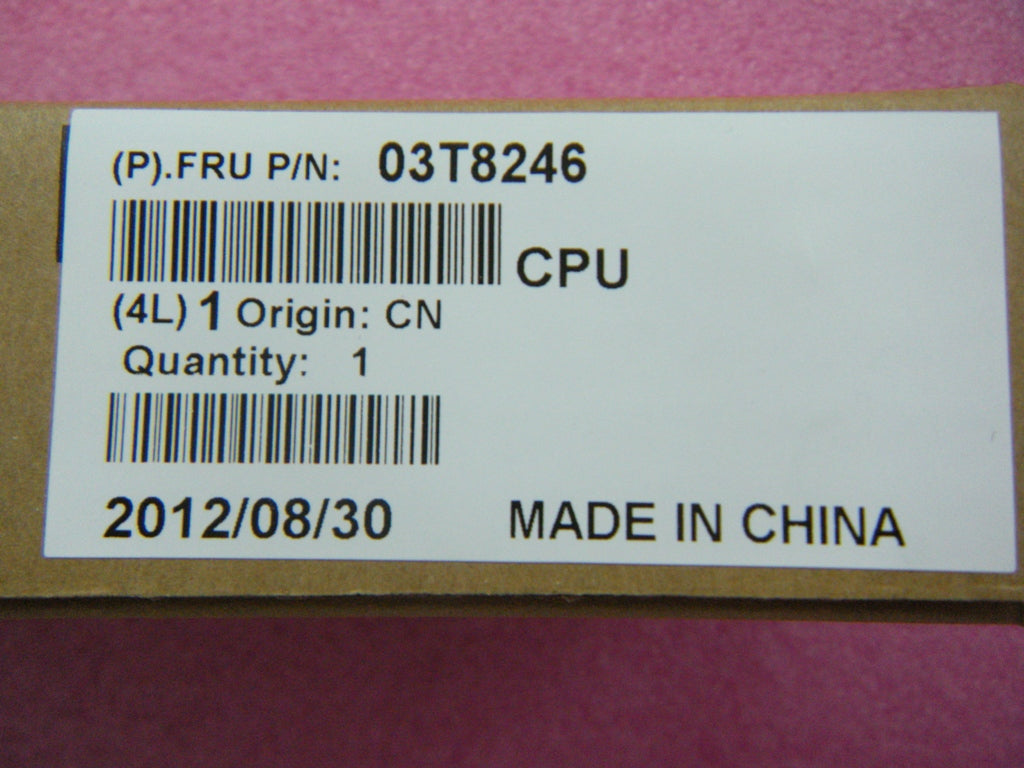 (P).FRU P/N: 03T8246
CPU
(4L) 1 Origin: CN
Quantity: 1
2012/08/30 MADE IN CHINA